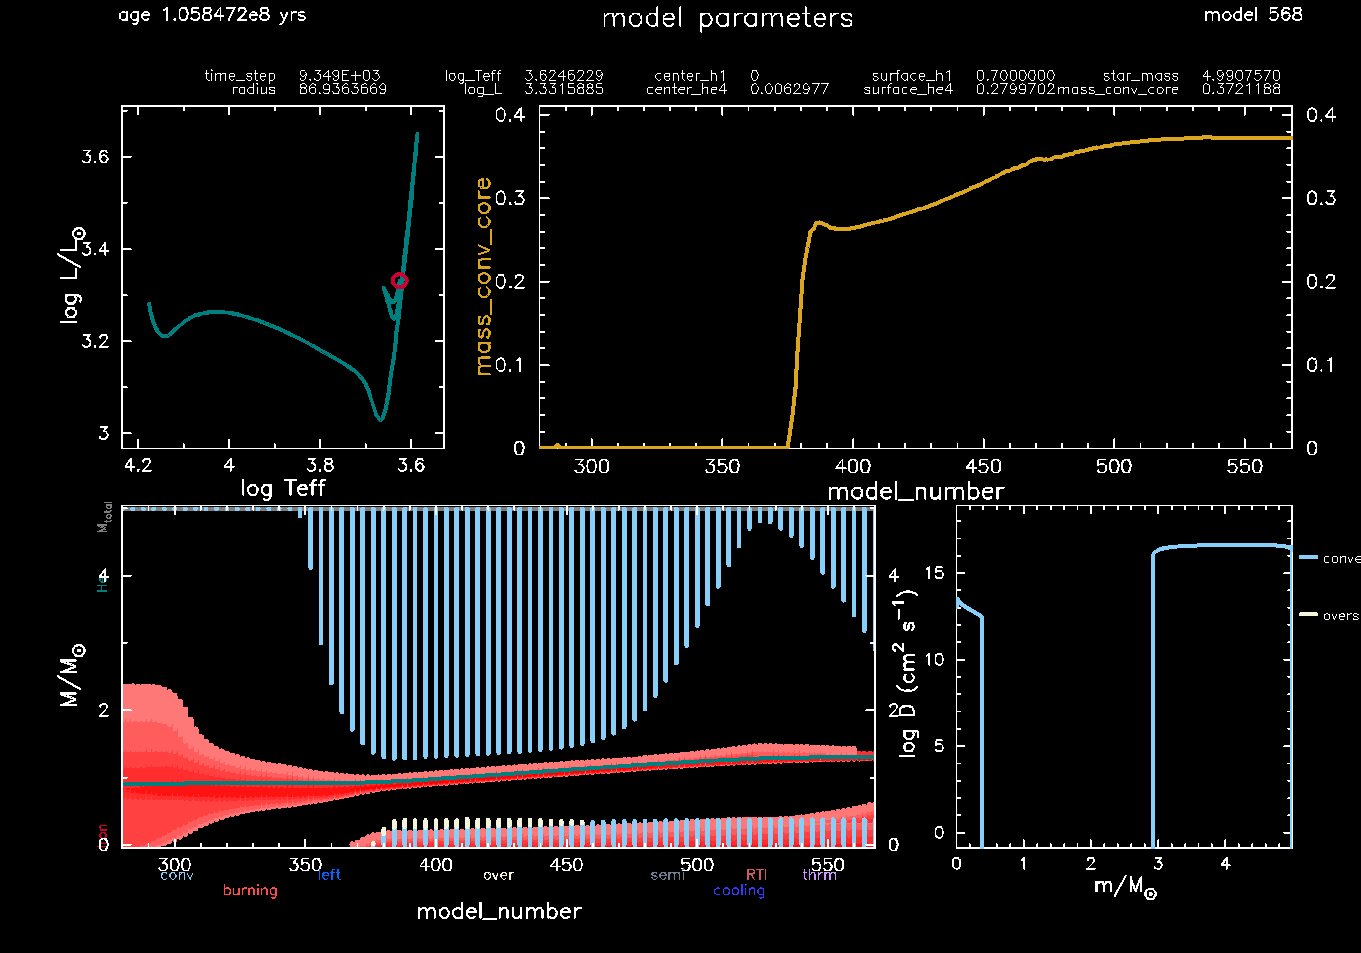 age 1.058472e8 yrs model parameters model 568
time_step 9.349E+03 log_Teff 3.6246229 center_h1 0 surface_h1 0.7000000 star_mass 4.9907570
radius 86.9363669 log_L 3.3315885 center_he4 0.0062977 surface_he4 0.2799702 mass_conv_core 0.3721188
log L/L⊙
3.6
3.4
3.2
3
4.2 4 3.8 3.6
log Teff
mass_conv_core
0.4 0.4
0.3 0.3
0.2 0.2
0.1 0.1
0 0
300 350 400 450 500 550
model_number
M/M⊙
M_total
He
4 4
2 2
0 0
300 350 400 450 500 550
conv left over semi RTI thrm
burning cooling
model_number
log D (cm² s⁻¹)
15
10
5
0
0 1 2 3 4
m/M⊙
conve
overs